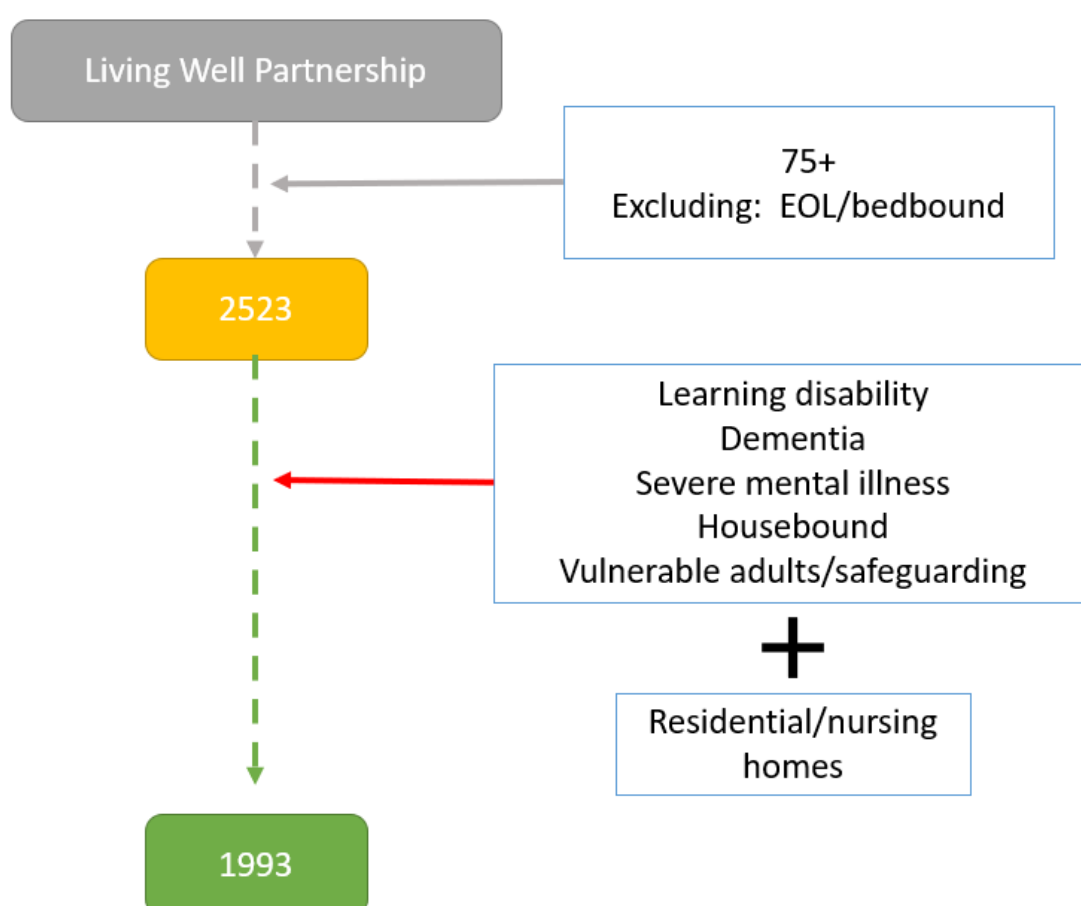 Living Well Partnership
75+
Excluding:  EOL/bedbound
2523
Learning disability
Dementia
Severe mental illness
Housebound
Vulnerable adults/safeguarding
+
Residential/nursing
homes
1993